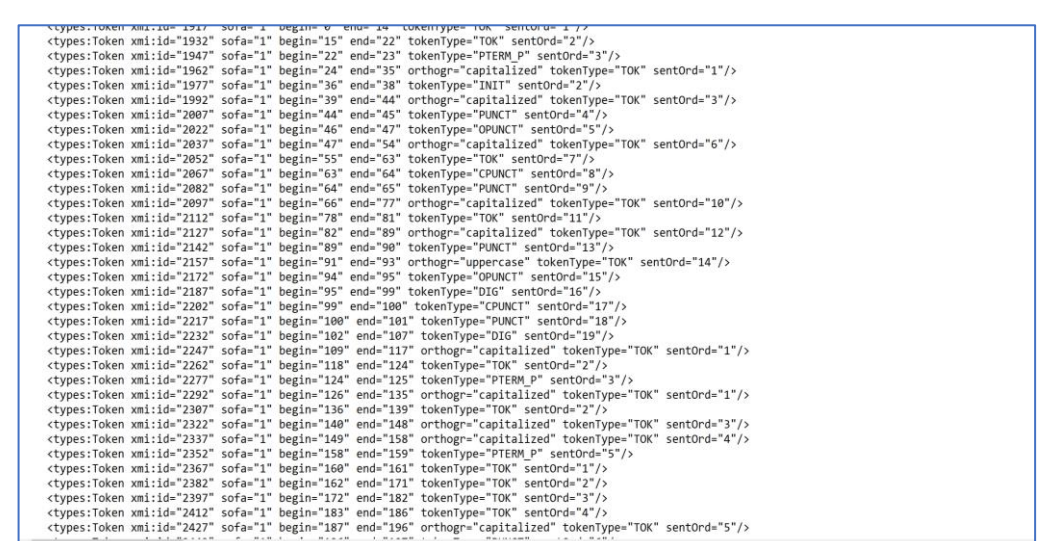 <types:Token xmi:id="1917" sofa="1" begin="0" end="14" tokenType="TOK" sentOrd="1"/>
<types:Token xmi:id="1932" sofa="1" begin="15" end="22" tokenType="TOK" sentOrd="2"/>
<types:Token xmi:id="1947" sofa="1" begin="22" end="23" tokenType="PTERM_P" sentOrd="3"/>
<types:Token xmi:id="1962" sofa="1" begin="24" end="35" orthogr="capitalized" tokenType="TOK" sentOrd="1"/>
<types:Token xmi:id="1977" sofa="1" begin="36" end="38" tokenType="INIT" sentOrd="2"/>
<types:Token xmi:id="1992" sofa="1" begin="39" end="44" orthogr="capitalized" tokenType="TOK" sentOrd="3"/>
<types:Token xmi:id="2007" sofa="1" begin="44" end="45" tokenType="PUNCT" sentOrd="4"/>
<types:Token xmi:id="2022" sofa="1" begin="46" end="47" tokenType="OPUNCT" sentOrd="5"/>
<types:Token xmi:id="2037" sofa="1" begin="47" end="54" orthogr="capitalized" tokenType="TOK" sentOrd="6"/>
<types:Token xmi:id="2052" sofa="1" begin="55" end="63" tokenType="TOK" sentOrd="7"/>
<types:Token xmi:id="2067" sofa="1" begin="63" end="64" tokenType="CPUNCT" sentOrd="8"/>
<types:Token xmi:id="2082" sofa="1" begin="64" end="65" tokenType="PUNCT" sentOrd="9"/>
<types:Token xmi:id="2097" sofa="1" begin="66" end="77" orthogr="capitalized" tokenType="TOK" sentOrd="10"/>
<types:Token xmi:id="2112" sofa="1" begin="78" end="81" tokenType="TOK" sentOrd="11"/>
<types:Token xmi:id="2127" sofa="1" begin="82" end="89" orthogr="capitalized" tokenType="TOK" sentOrd="12"/>
<types:Token xmi:id="2142" sofa="1" begin="89" end="90" tokenType="PUNCT" sentOrd="13"/>
<types:Token xmi:id="2157" sofa="1" begin="91" end="93" orthogr="uppercase" tokenType="TOK" sentOrd="14"/>
<types:Token xmi:id="2172" sofa="1" begin="94" end="95" tokenType="OPUNCT" sentOrd="15"/>
<types:Token xmi:id="2187" sofa="1" begin="95" end="99" tokenType="DIG" sentOrd="16"/>
<types:Token xmi:id="2202" sofa="1" begin="99" end="100" tokenType="CPUNCT" sentOrd="17"/>
<types:Token xmi:id="2217" sofa="1" begin="100" end="101" tokenType="PUNCT" sentOrd="18"/>
<types:Token xmi:id="2232" sofa="1" begin="102" end="107" tokenType="DIG" sentOrd="19"/>
<types:Token xmi:id="2247" sofa="1" begin="109" end="117" orthogr="capitalized" tokenType="TOK" sentOrd="1"/>
<types:Token xmi:id="2262" sofa="1" begin="118" end="124" tokenType="TOK" sentOrd="2"/>
<types:Token xmi:id="2277" sofa="1" begin="124" end="125" tokenType="PTERM_P" sentOrd="3"/>
<types:Token xmi:id="2292" sofa="1" begin="126" end="135" orthogr="capitalized" tokenType="TOK" sentOrd="1"/>
<types:Token xmi:id="2307" sofa="1" begin="136" end="139" tokenType="TOK" sentOrd="2"/>
<types:Token xmi:id="2322" sofa="1" begin="140" end="148" orthogr="capitalized" tokenType="TOK" sentOrd="3"/>
<types:Token xmi:id="2337" sofa="1" begin="149" end="158" orthogr="capitalized" tokenType="TOK" sentOrd="4"/>
<types:Token xmi:id="2352" sofa="1" begin="158" end="159" tokenType="PTERM_P" sentOrd="5"/>
<types:Token xmi:id="2367" sofa="1" begin="160" end="161" tokenType="TOK" sentOrd="1"/>
<types:Token xmi:id="2382" sofa="1" begin="162" end="171" tokenType="TOK" sentOrd="2"/>
<types:Token xmi:id="2397" sofa="1" begin="172" end="182" tokenType="TOK" sentOrd="3"/>
<types:Token xmi:id="2412" sofa="1" begin="183" end="186" tokenType="TOK" sentOrd="4"/>
<types:Token xmi:id="2427" sofa="1" begin="187" end="196" orthogr="capitalized" tokenType="TOK" sentOrd="5"/>